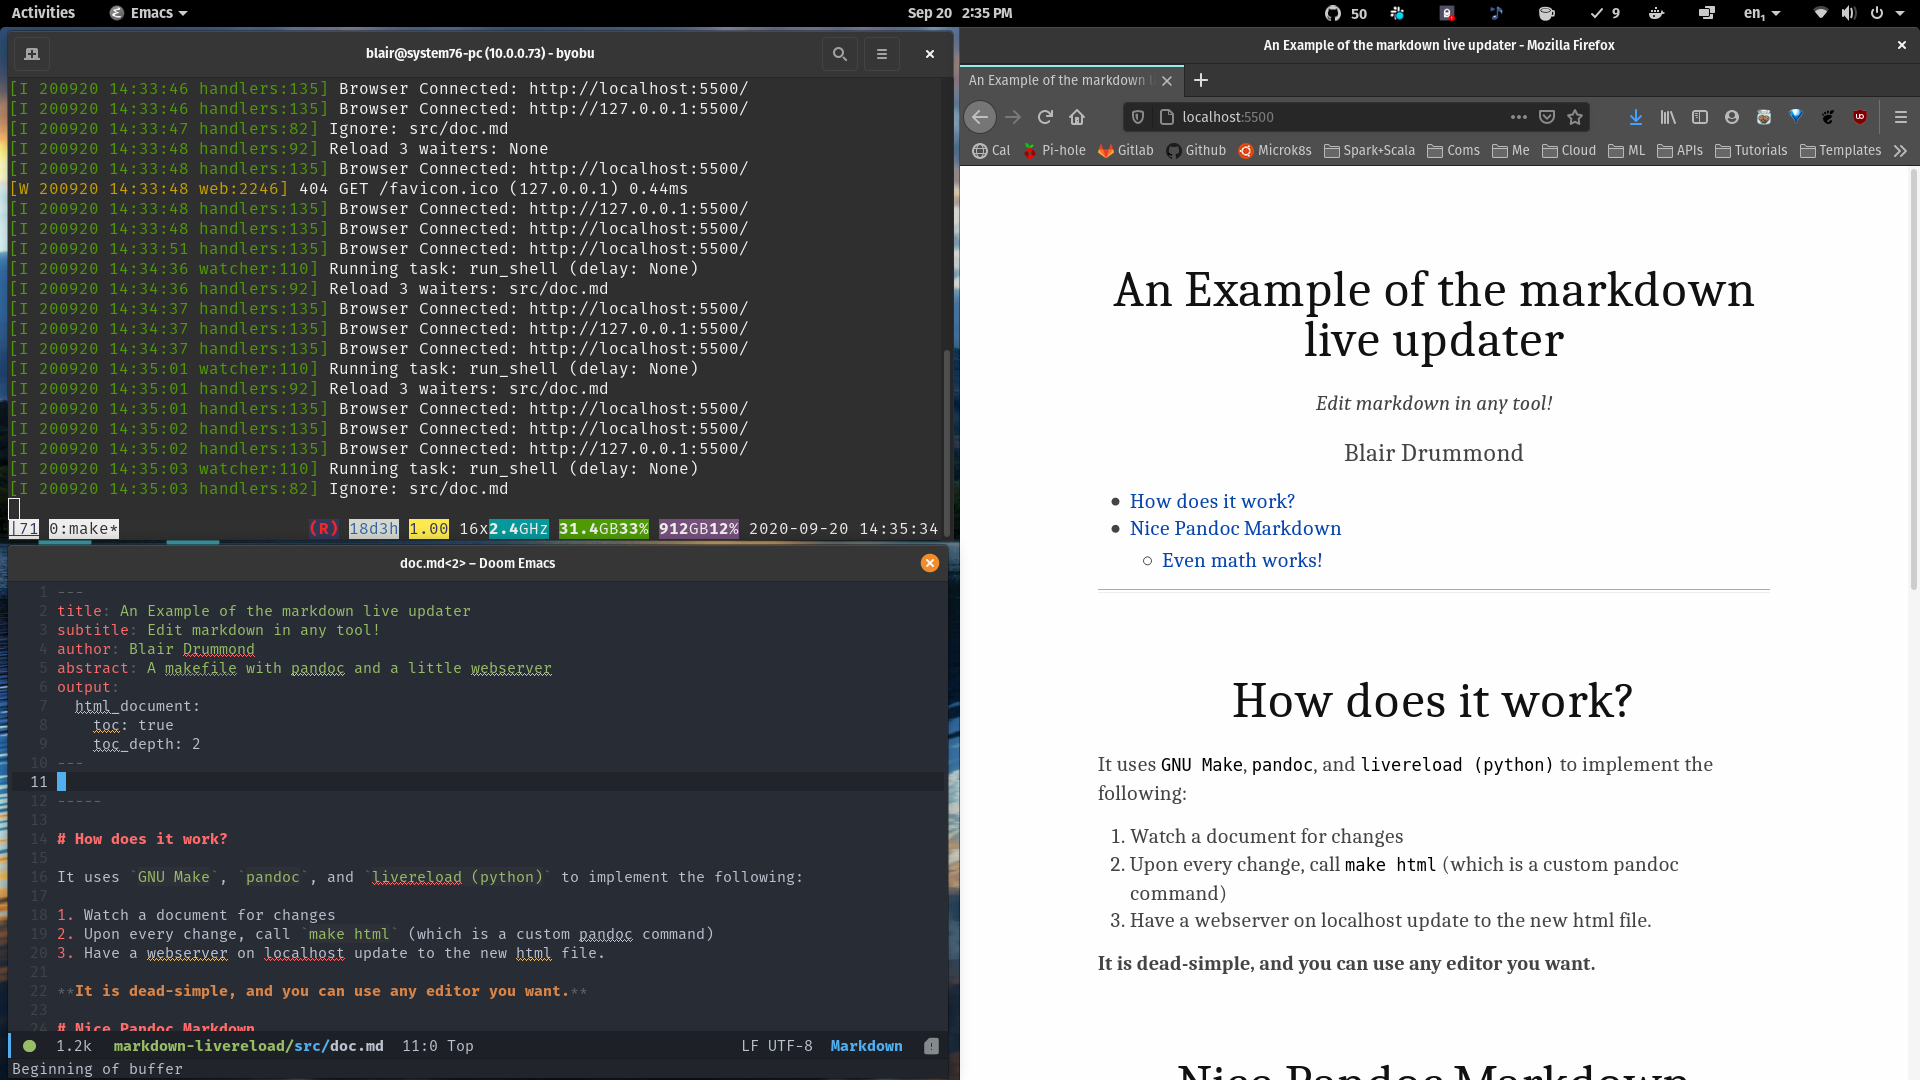 Activities
Emacs
Sep 20 2:35 PM
50
9
en₁
blair@system76-pc (10.0.0.73) - byobu
[I 200920 14:33:46 handlers:135] Browser Connected: http://localhost:5500/
[I 200920 14:33:46 handlers:135] Browser Connected: http://127.0.0.1:5500/
[I 200920 14:33:47 handlers:82] Ignore: src/doc.md
[I 200920 14:33:48 handlers:92] Reload 3 waiters: None
[I 200920 14:33:48 handlers:135] Browser Connected: http://localhost:5500/
[W 200920 14:33:48 web:2246] 404 GET /favicon.ico (127.0.0.1) 0.44ms
[I 200920 14:33:48 handlers:135] Browser Connected: http://127.0.0.1:5500/
[I 200920 14:33:48 handlers:135] Browser Connected: http://localhost:5500/
[I 200920 14:33:51 handlers:135] Browser Connected: http://localhost:5500/
[I 200920 14:34:36 watcher:110] Running task: run_shell (delay: None)
[I 200920 14:34:36 handlers:92] Reload 3 waiters: src/doc.md
[I 200920 14:34:37 handlers:135] Browser Connected: http://localhost:5500/
[I 200920 14:34:37 handlers:135] Browser Connected: http://127.0.0.1:5500/
[I 200920 14:34:37 handlers:135] Browser Connected: http://localhost:5500/
[I 200920 14:35:01 watcher:110] Running task: run_shell (delay: None)
[I 200920 14:35:01 handlers:92] Reload 3 waiters: src/doc.md
[I 200920 14:35:01 handlers:135] Browser Connected: http://localhost:5500/
[I 200920 14:35:02 handlers:135] Browser Connected: http://localhost:5500/
[I 200920 14:35:02 handlers:135] Browser Connected: http://127.0.0.1:5500/
[I 200920 14:35:03 watcher:110] Running task: run_shell (delay: None)
[I 200920 14:35:03 handlers:82] Ignore: src/doc.md
|71 0:make* (R) 18d3h 1.00 16x2.4GHz 31.4GB33% 912GB12% 2020-09-20 14:35:34
doc.md<2> – Doom Emacs
1 ---
2 title: An Example of the markdown live updater
3 subtitle: Edit markdown in any tool!
4 author: Blair Drummond
5 abstract: A makefile with pandoc and a little webserver
6 output:
7 html_document:
8 toc: true
9 toc_depth: 2
10 ---
11
12 -----
13
14 # How does it work?
15
16 It uses `GNU Make`, `pandoc`, and `livereload (python)` to implement the following:
17
18 1. Watch a document for changes
19 2. Upon every change, call `make html` (which is a custom pandoc command)
20 3. Have a webserver on localhost update to the new html file.
21
22 **It is dead-simple, and you can use any editor you want.**
23
24 # Nice Pandoc Markdown
1.2k markdown-livereload/src/doc.md 11:0 Top LF UTF-8 Markdown
Beginning of buffer
An Example of the markdown live updater - Mozilla Firefox
An Example of the markdown l
localhost:5500
Cal
Pi-hole
Gitlab
Github
Microk8s
Spark+Scala
Coms
Me
Cloud
ML
APIs
Tutorials
Templates
An Example of the markdown
live updater
Edit markdown in any tool!
Blair Drummond
• How does it work?
• Nice Pandoc Markdown
○ Even math works!
How does it work?
It uses GNU Make, pandoc, and livereload (python) to implement the
following:
1. Watch a document for changes
2. Upon every change, call make html (which is a custom pandoc
command)
3. Have a webserver on localhost update to the new html file.
It is dead-simple, and you can use any editor you want.
Nice Pandoc Markdown